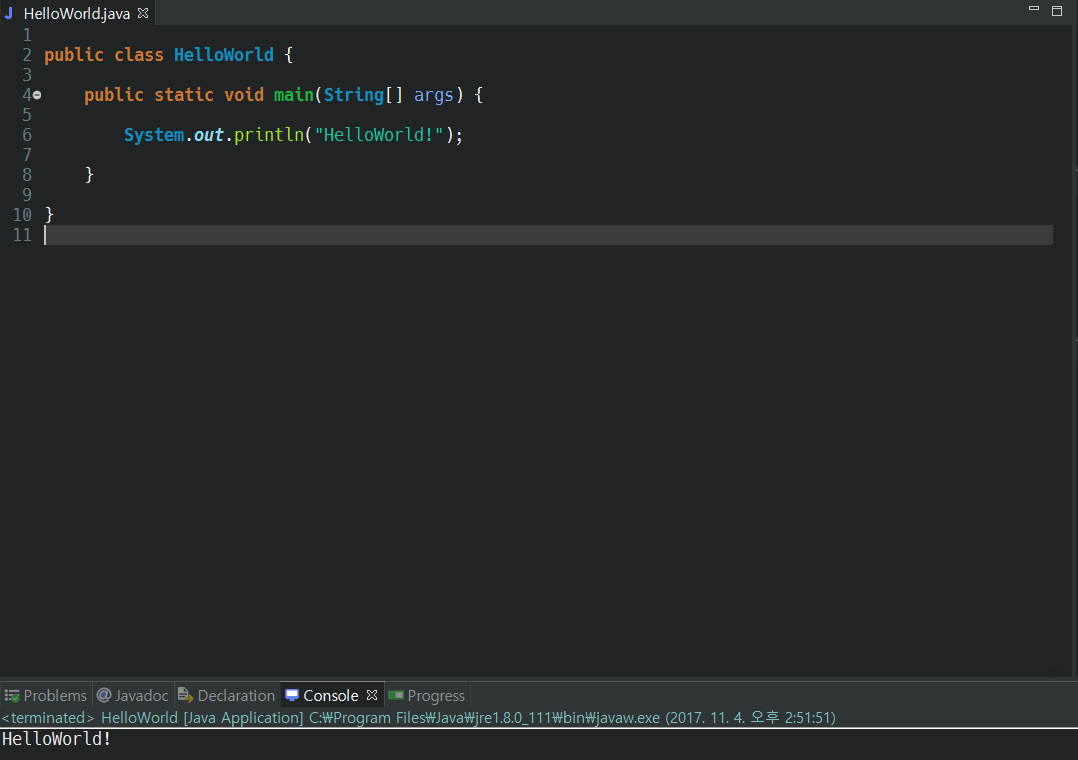 HelloWorld.java
1
2 public class HelloWorld {
3
4 public static void main(String[] args) {
5
6 System.out.println("HelloWorld!");
7
8 }
9
10 }
11
Problems @ Javadoc Declaration Console Progress
<terminated> HelloWorld [Java Application] C:₩Program Files₩Java₩jre1.8.0_111₩bin₩javaw.exe (2017. 11. 4. 오후 2:51:51)
HelloWorld!